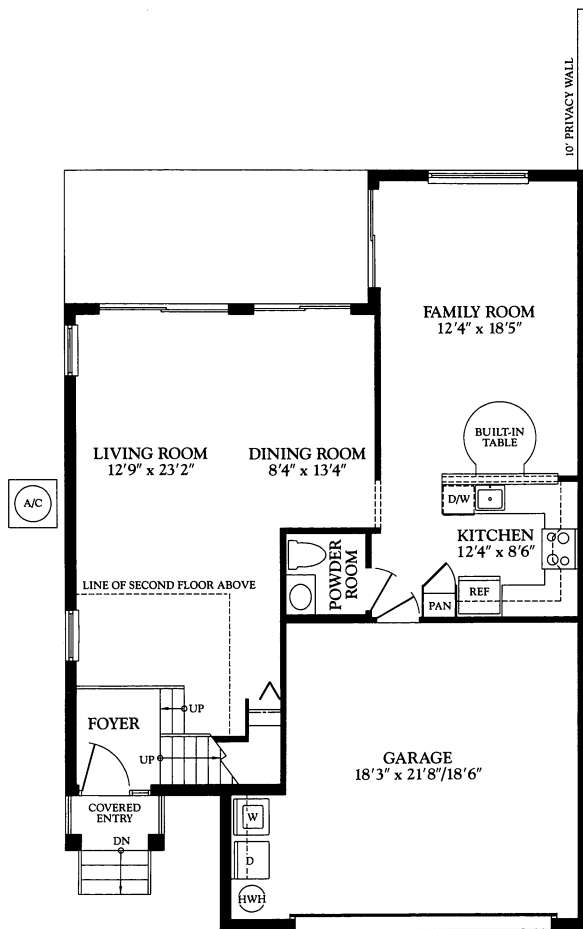 10' PRIVACY WALL
FAMILY ROOM
12'4" x 18'5"
BUILT-IN
TABLE
LIVING ROOM
12'9" x 23'2"
DINING ROOM
8'4" x 13'4"
A/C
D/W
KITCHEN
12'4" x 8'6"
POWDER
ROOM
LINE OF SECOND FLOOR ABOVE
PAN
REF
UP
FOYER
UP
GARAGE
18'3" x 21'8"/18'6"
COVERED
ENTRY
DN
W
D
HWH